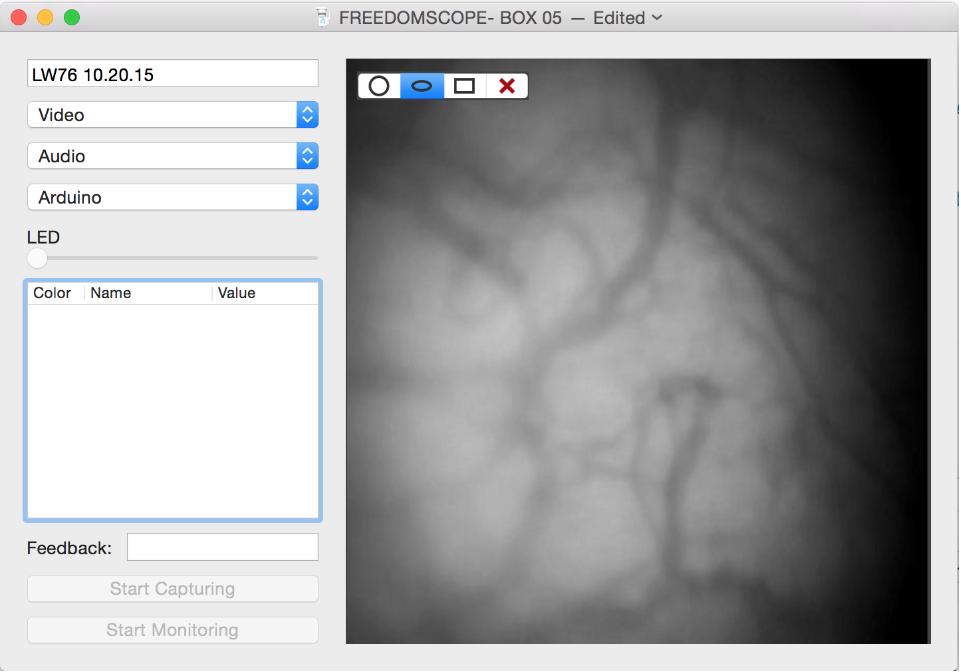 FREEDOMSCOPE- BOX 05 — Edited
LW76 10.20.15
Video
Audio
Arduino
LED
Color Name Value
Feedback:
Start Capturing
Start Monitoring